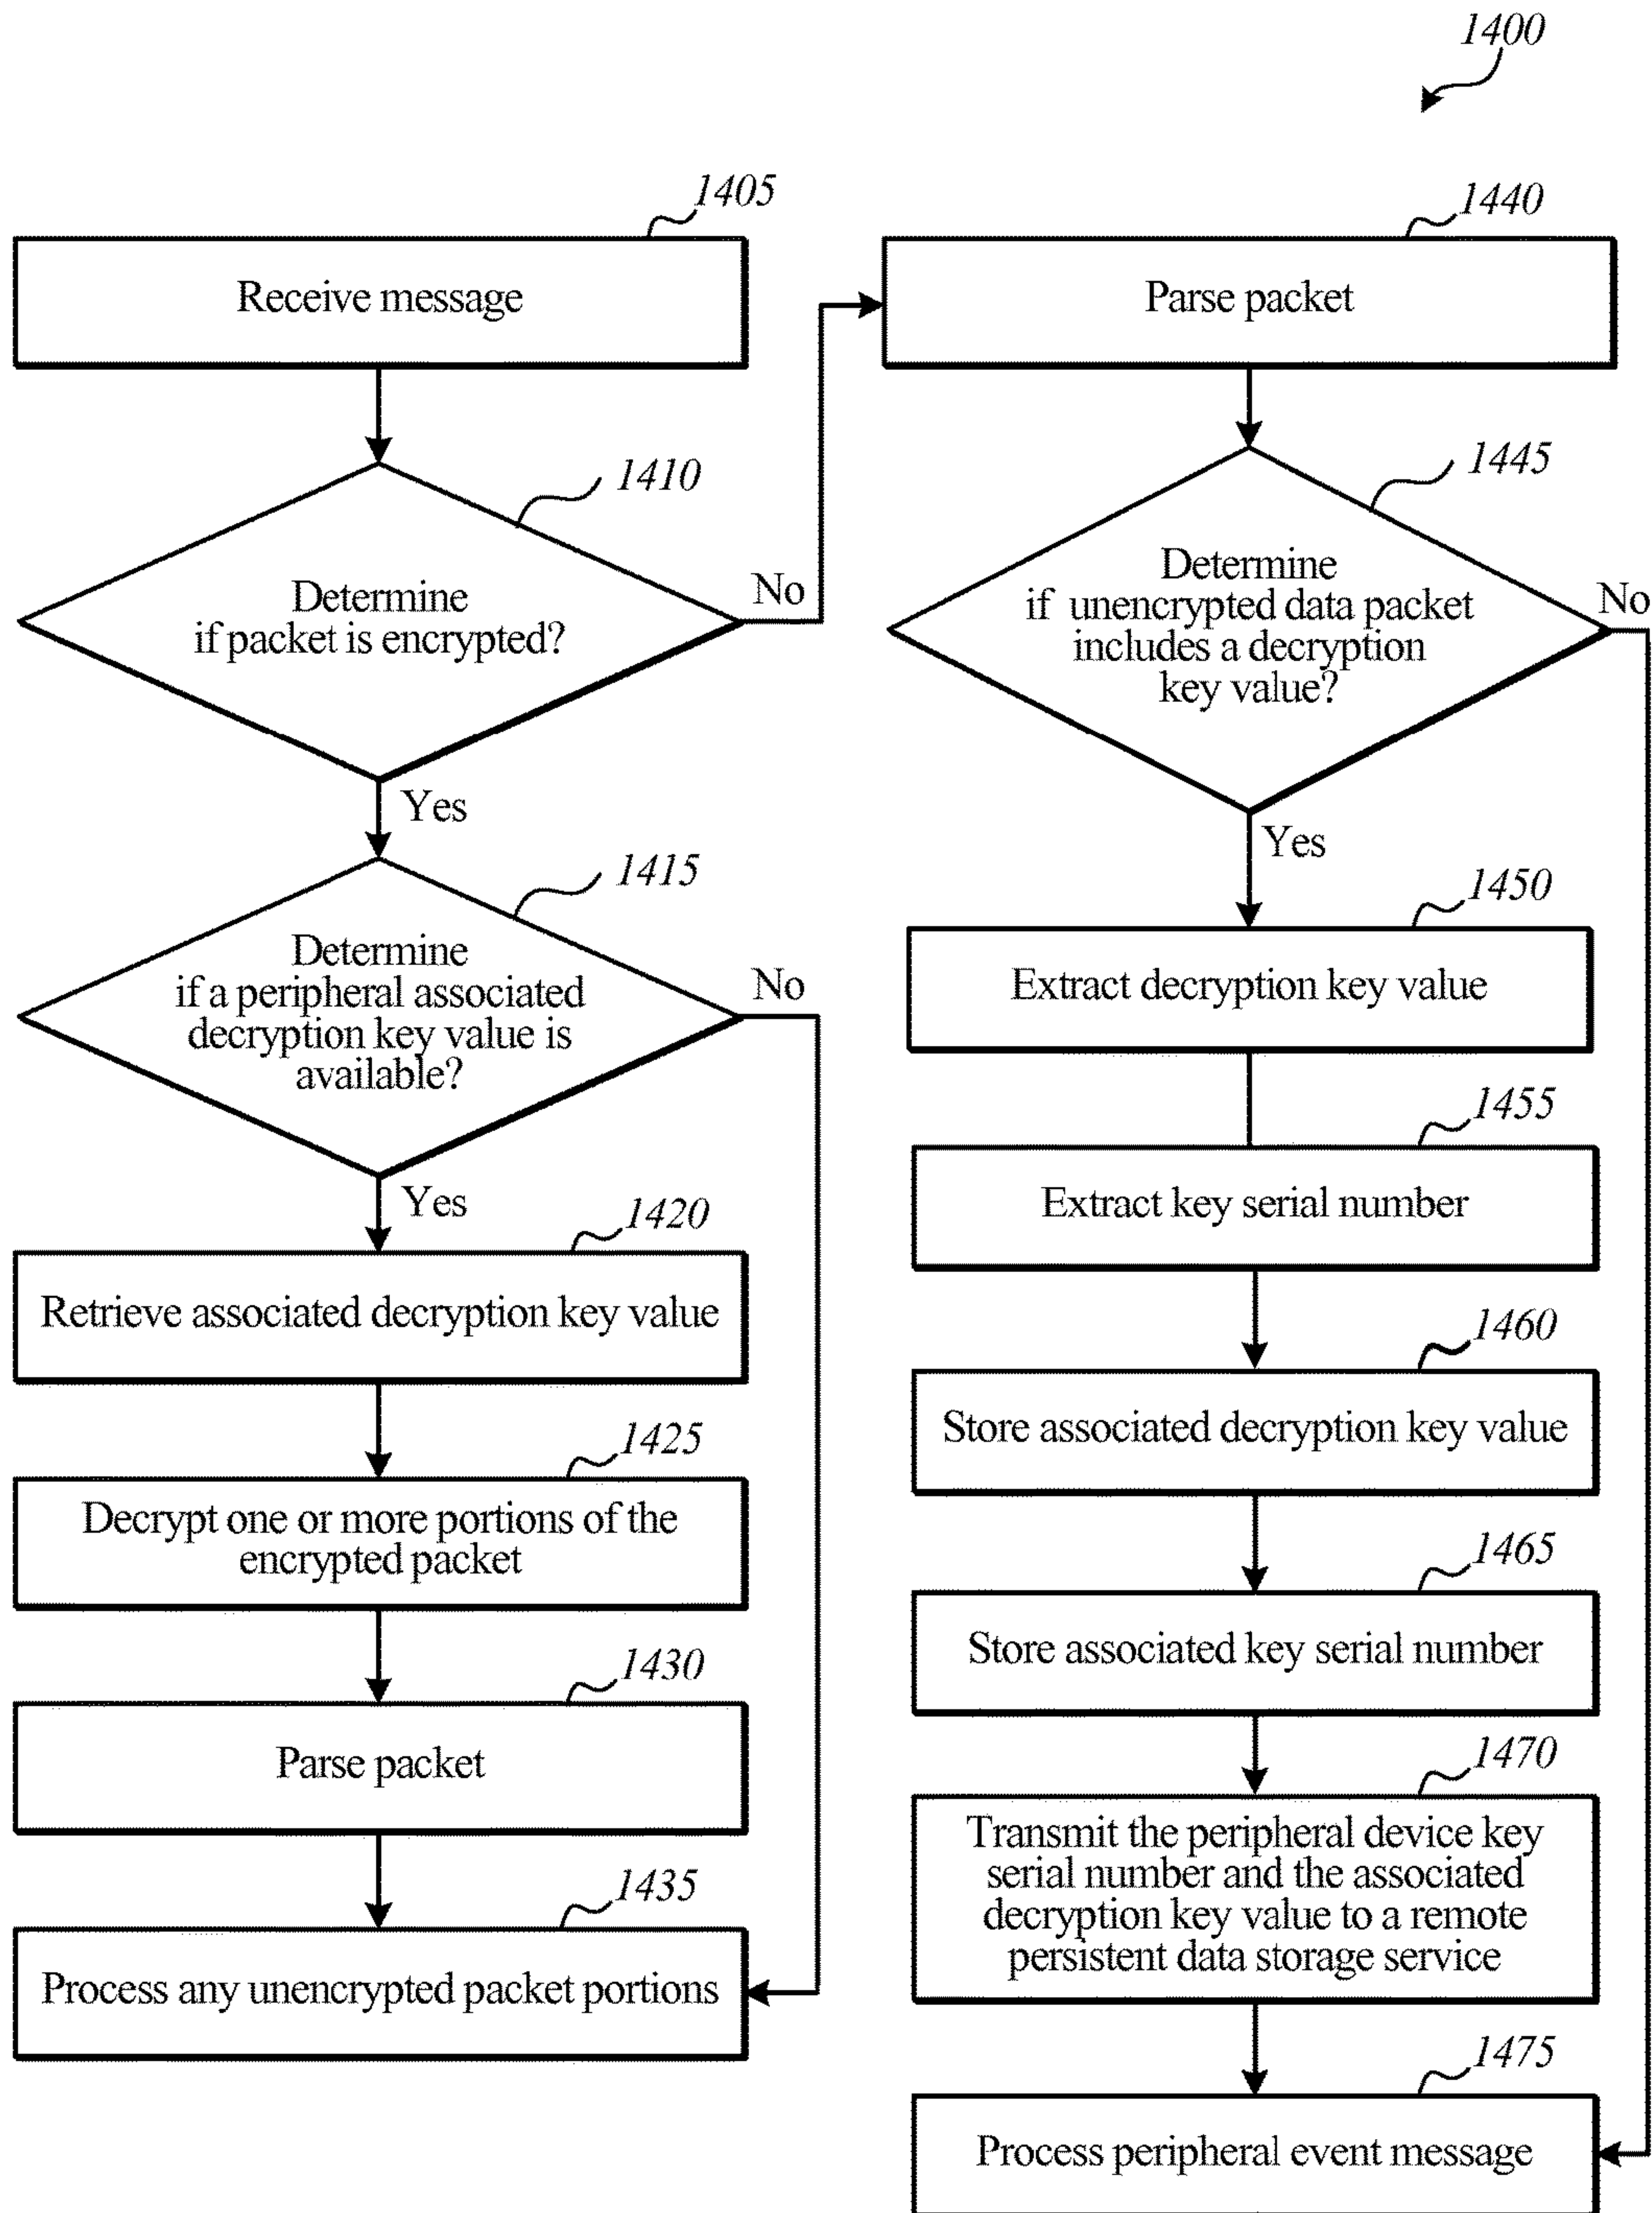 1400
1405
Receive message
1410
Determine
if packet is encrypted?
No
Yes
1415
Determine
if a peripheral associated
decryption key value is
available?
No
Yes
1420
Retrieve associated decryption key value
1425
Decrypt one or more portions of the
encrypted packet
1430
Parse packet
1435
Process any unencrypted packet portions
1440
Parse packet
1445
Determine
if unencrypted data packet
includes a decryption
key value?
No
Yes
1450
Extract decryption key value
1455
Extract key serial number
1460
Store associated decryption key value
1465
Store associated key serial number
1470
Transmit the peripheral device key
serial number and the associated
decryption key value to a remote
persistent data storage service
1475
Process peripheral event message